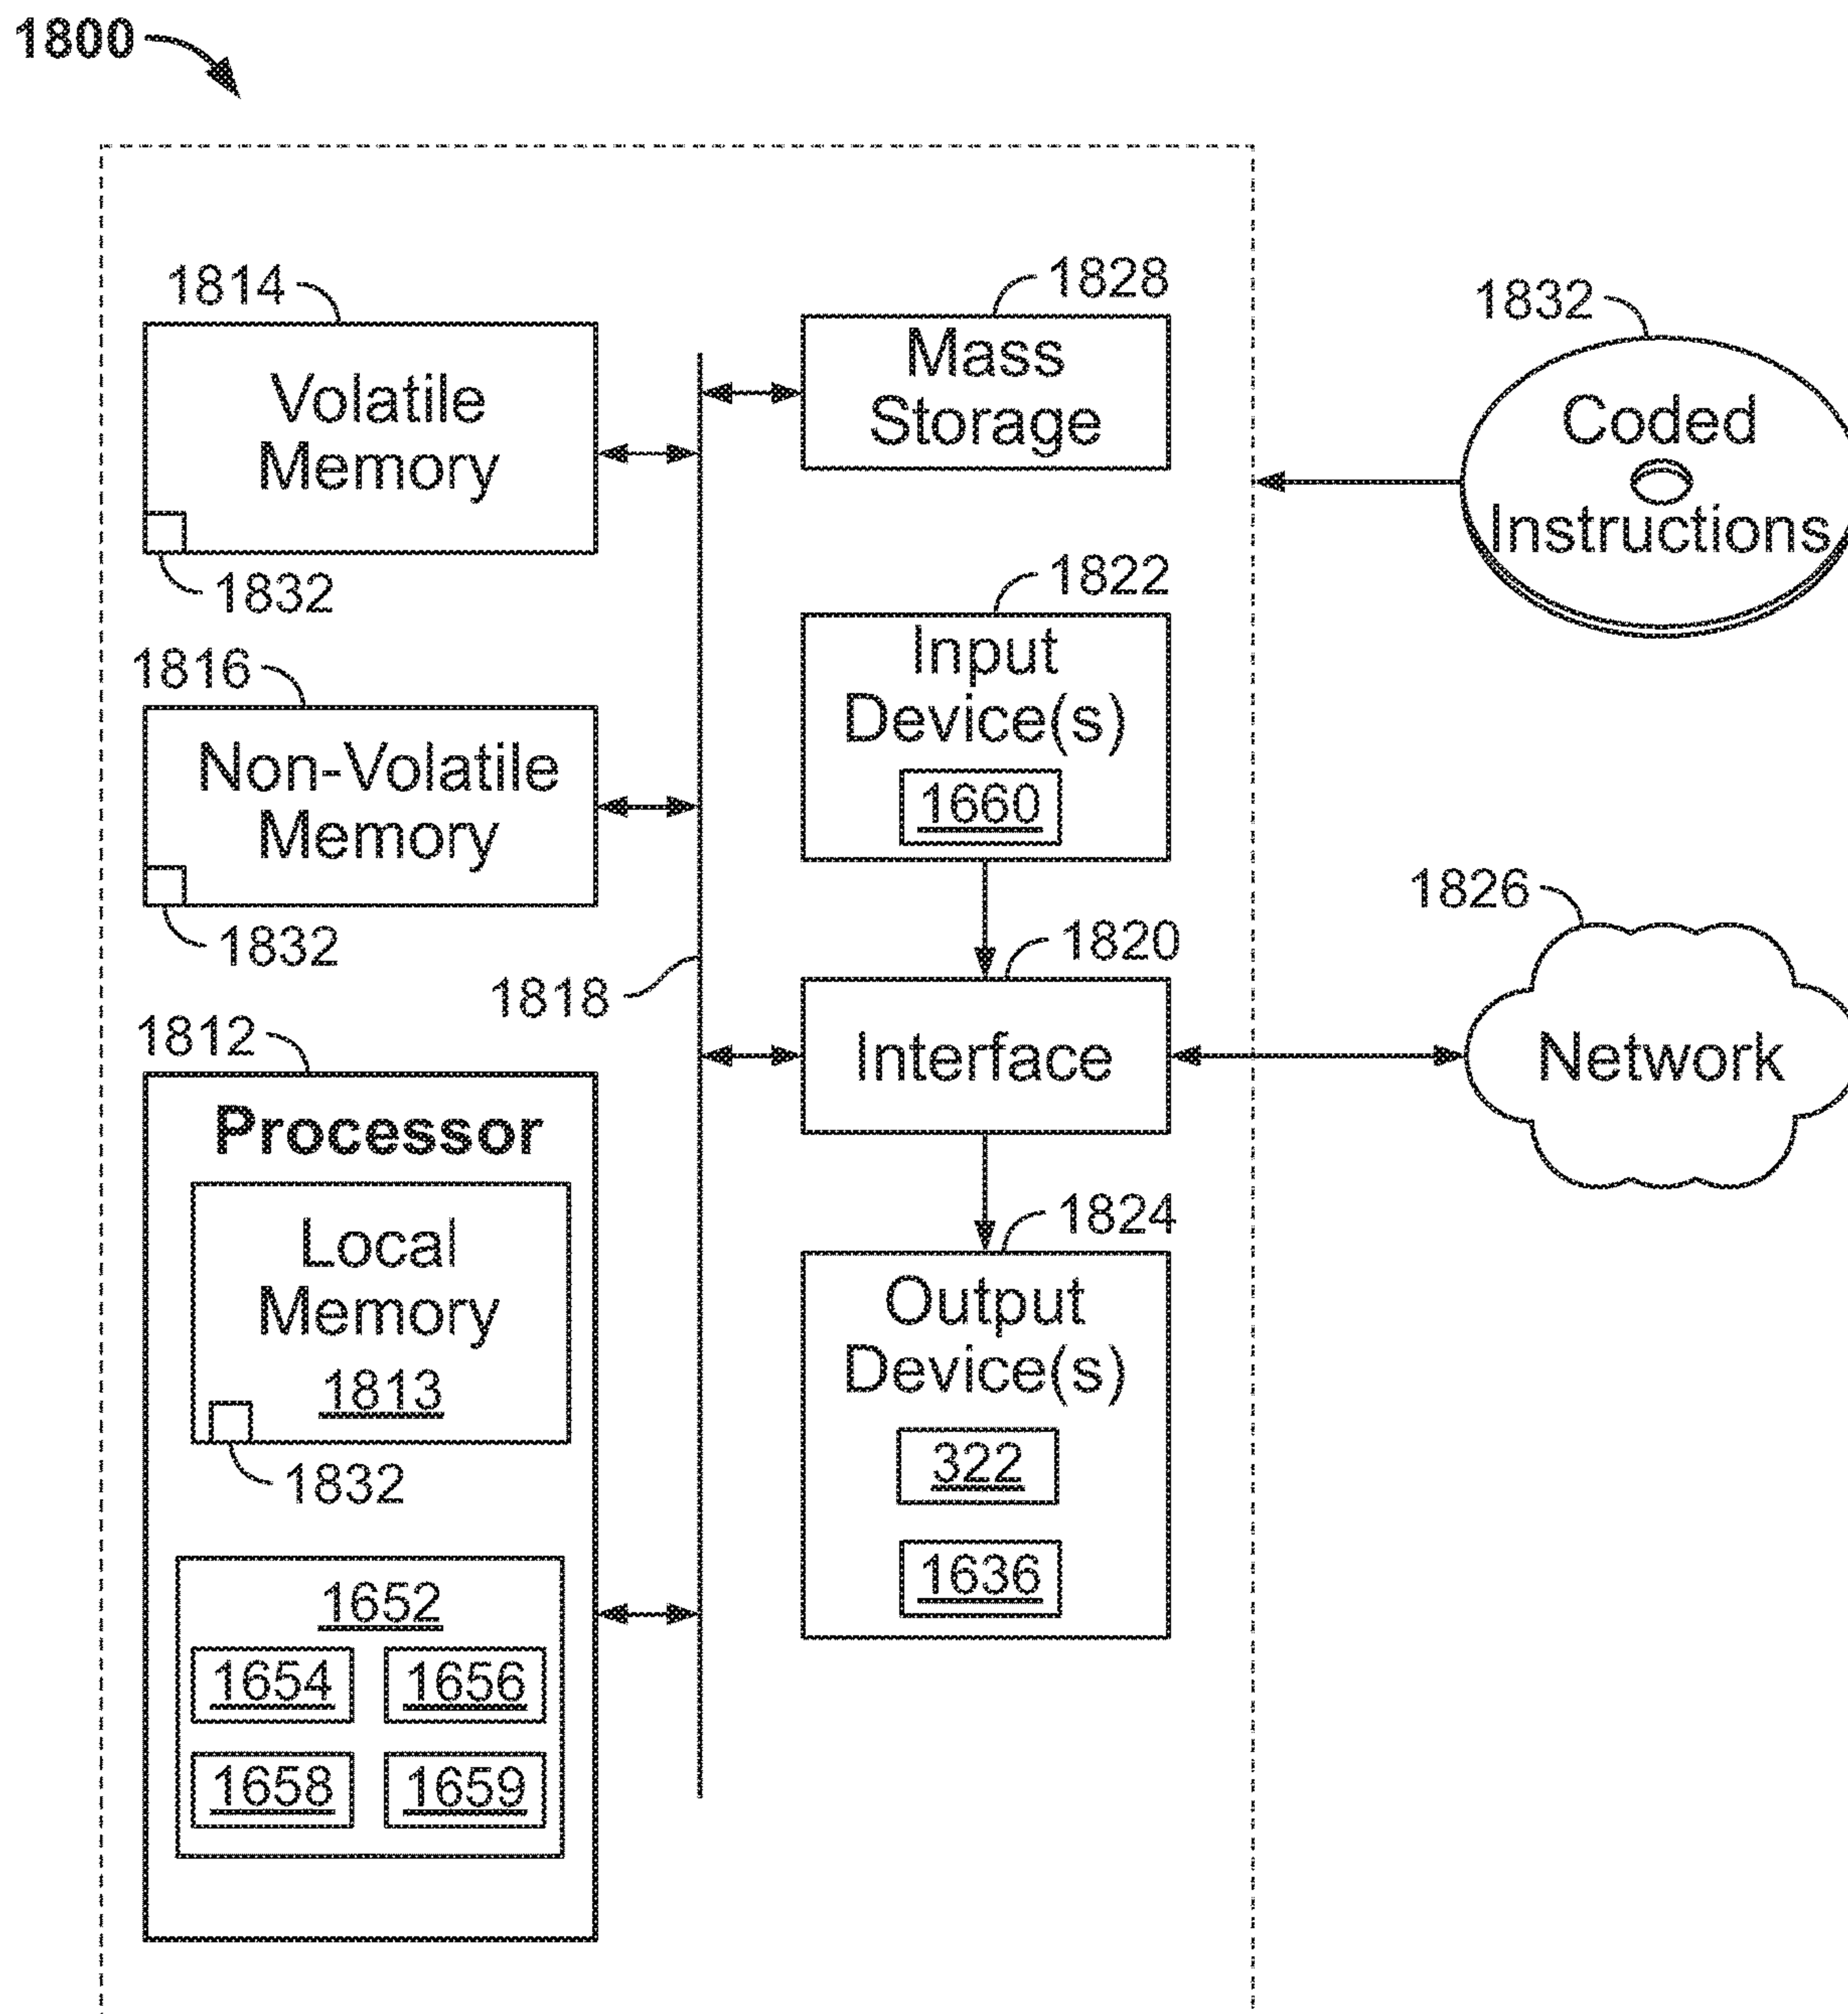 1800
1814
Volatile
Memory
1832
1816
Non-Volatile
Memory
1832
1818
1812
Processor
Local
Memory
1813
1832
1652
1654
1656
1658
1659
1828
Mass
Storage
1822
Input
Device(s)
1660
1820
Interface
1824
Output
Device(s)
322
1636
1832
Coded
Instructions
1826
Network